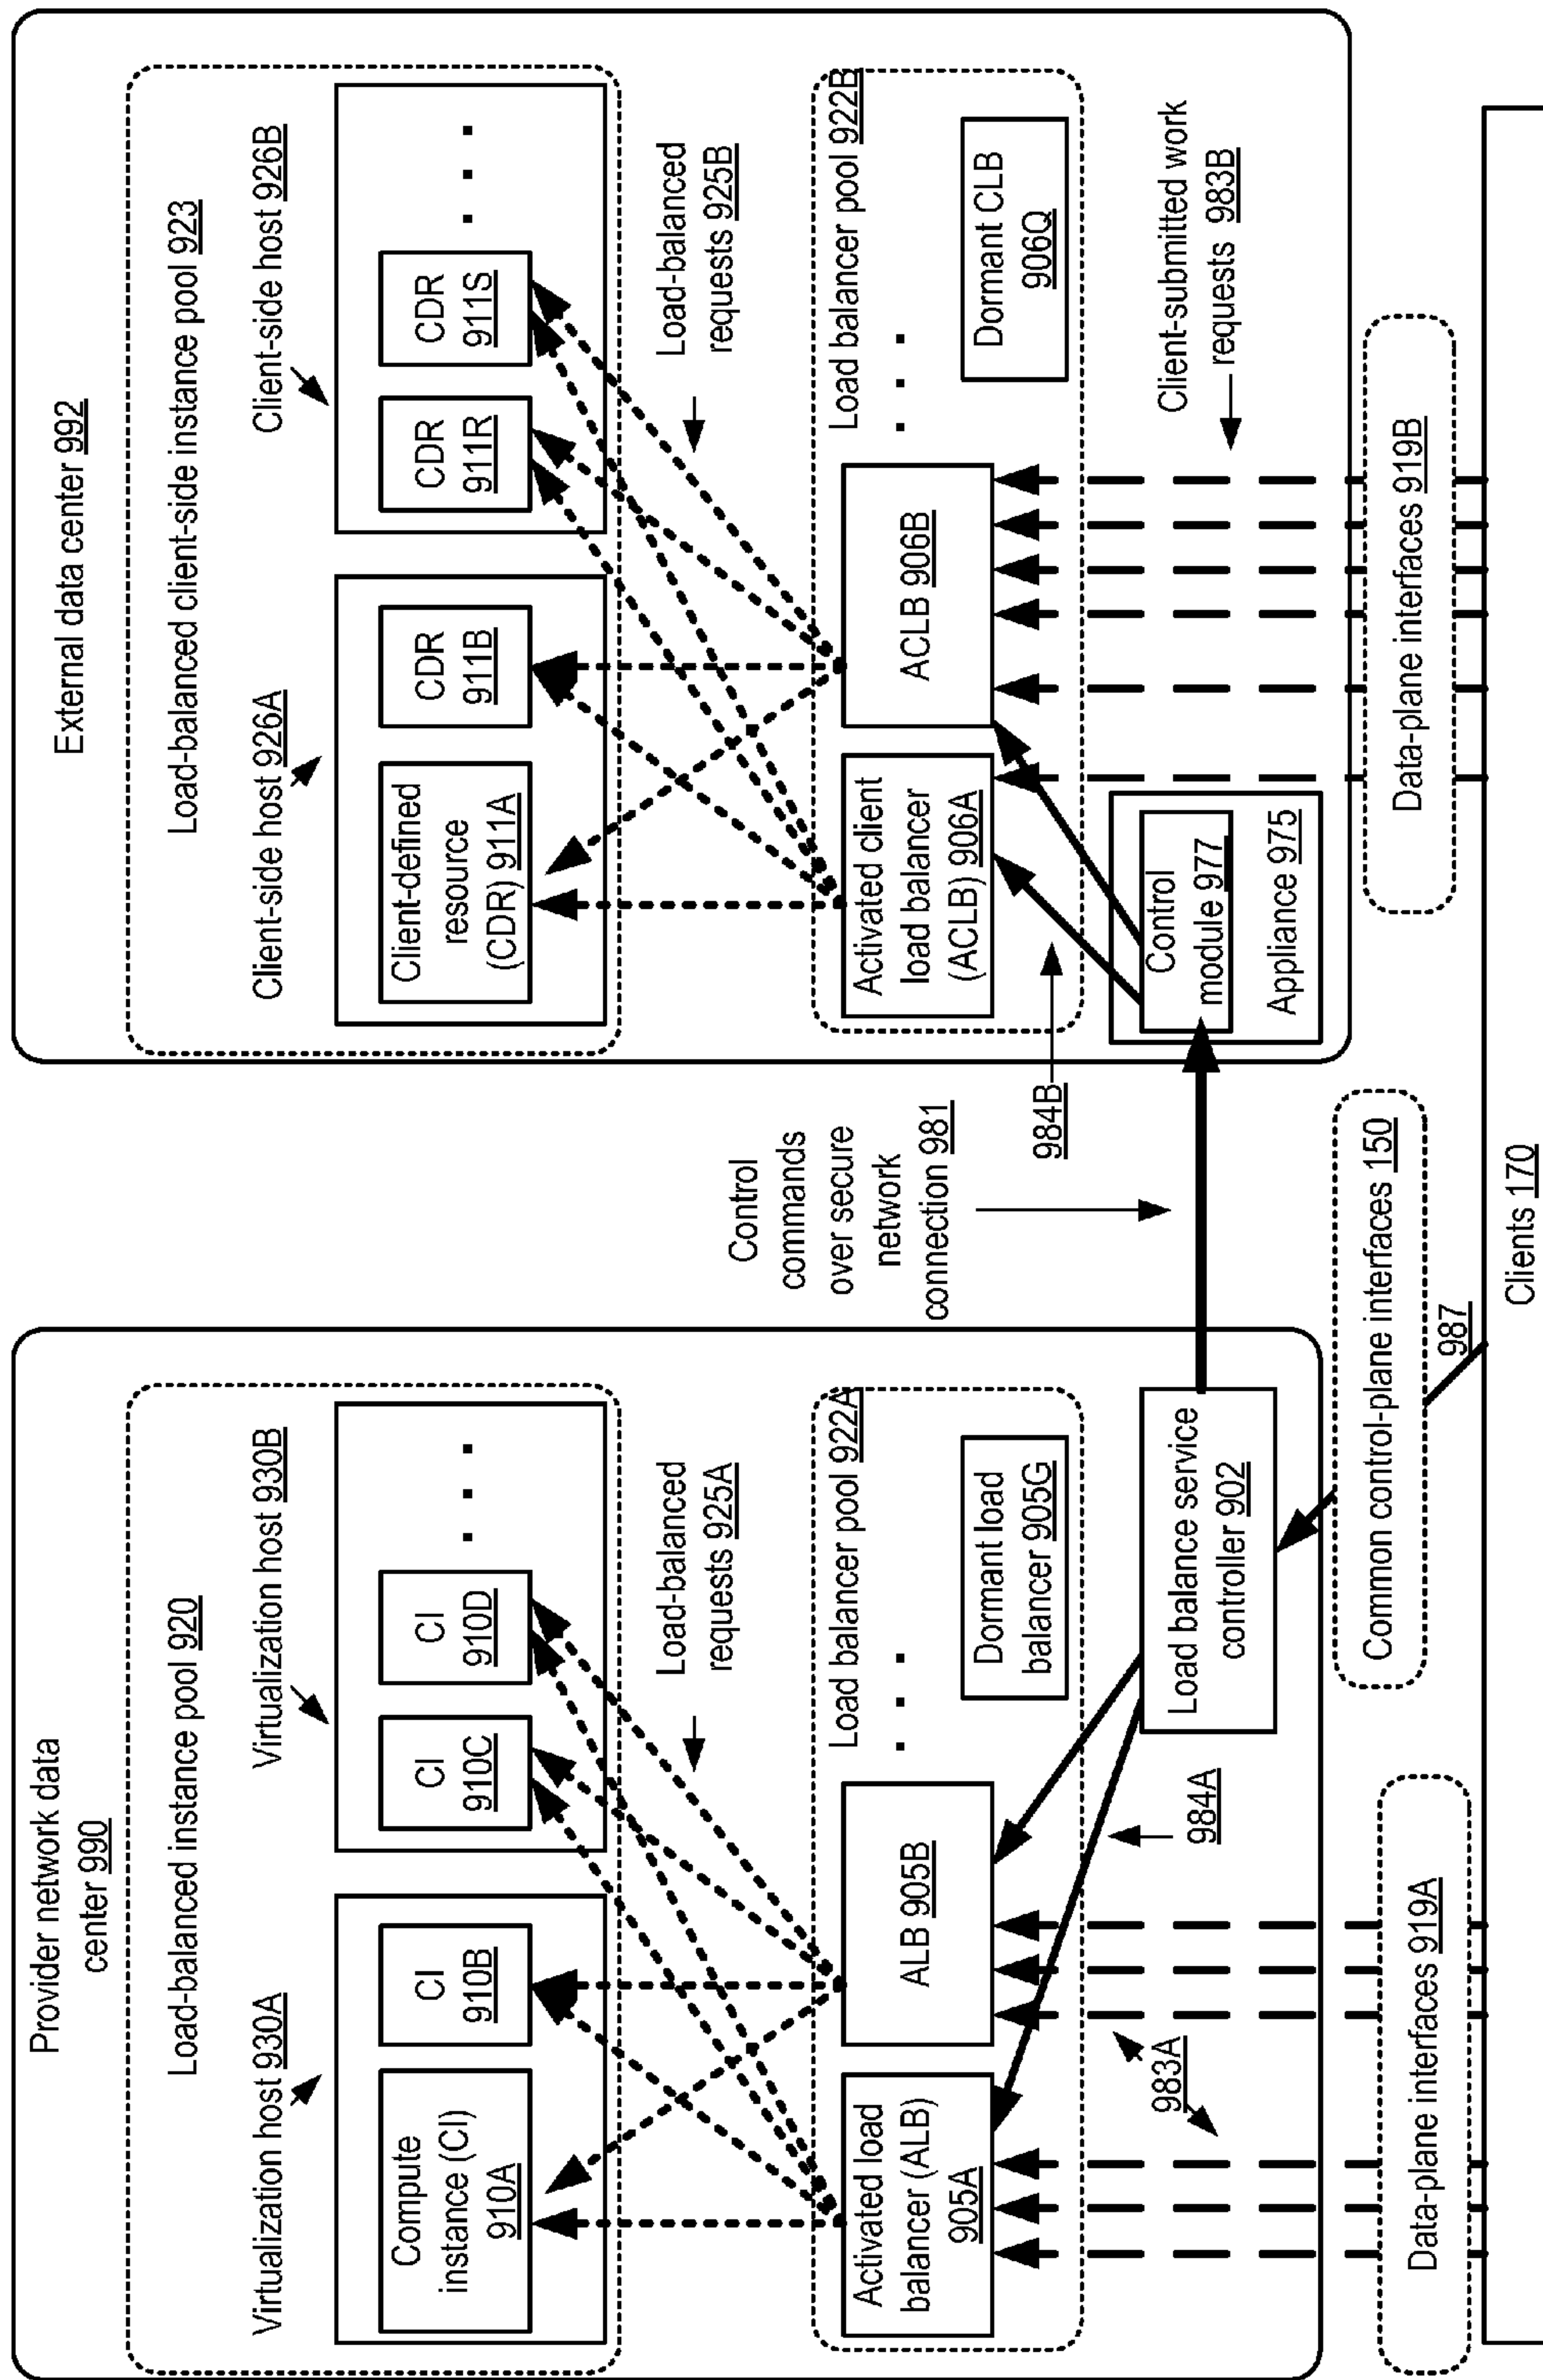 Provider network data
center 990
Load-balanced instance pool 920
Virtualization host 930A
Virtualization host 930B
Compute
instance (CI)
910A
CI
910B
CI
910C
CI
910D
. . .
Load-balanced
requests 925A
Load balancer pool 922A
Activated load
balancer (ALB)
905A
ALB 905B
. . .
Dormant load
balancer 905G
983A
984A
Load balance service
controller 902
Data-plane interfaces 919A
Common control-plane interfaces 150
987
Control
commands
over secure
network
connection 981
984B
External data center 992
Load-balanced client-side instance pool 923
Client-side host 926A
Client-side host 926B
Client-defined
resource
(CDR) 911A
CDR
911B
CDR
911R
CDR
911S
. . .
Load-balanced
requests 925B
Load balancer pool 922B
Activated client
load balancer
(ACLB) 906A
ACLB 906B
. . .
Dormant CLB
906Q
Control
module 977
Appliance 975
Client-submitted work
requests 983B
Data-plane interfaces 919B
Clients 170